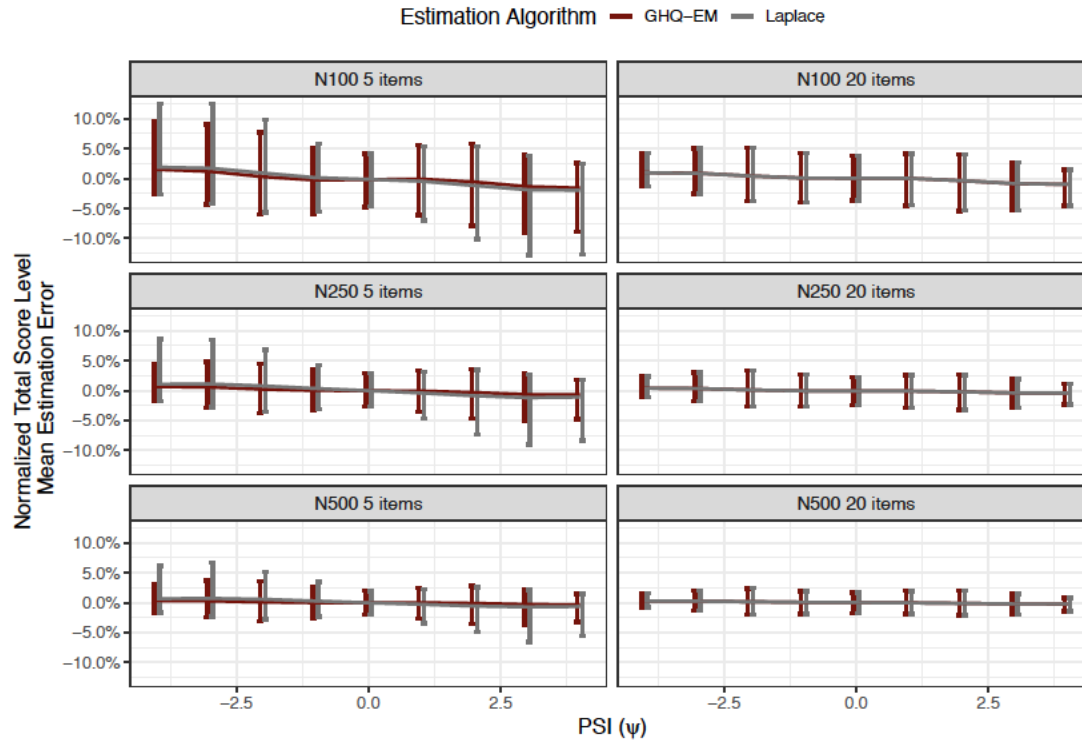 Estimation Algorithm GHQ-EM Laplace
N100 5 items N100 20 items
10.0%
5.0%
0.0%
−5.0%
−10.0%
N250 5 items N250 20 items
10.0%
5.0%
0.0%
−5.0%
−10.0%
N500 5 items N500 20 items
10.0%
5.0%
0.0%
−5.0%
−10.0%
Normalized Total Score Level
Mean Estimation Error
−2.5 0.0 2.5 −2.5 0.0 2.5
PSI (ψ)